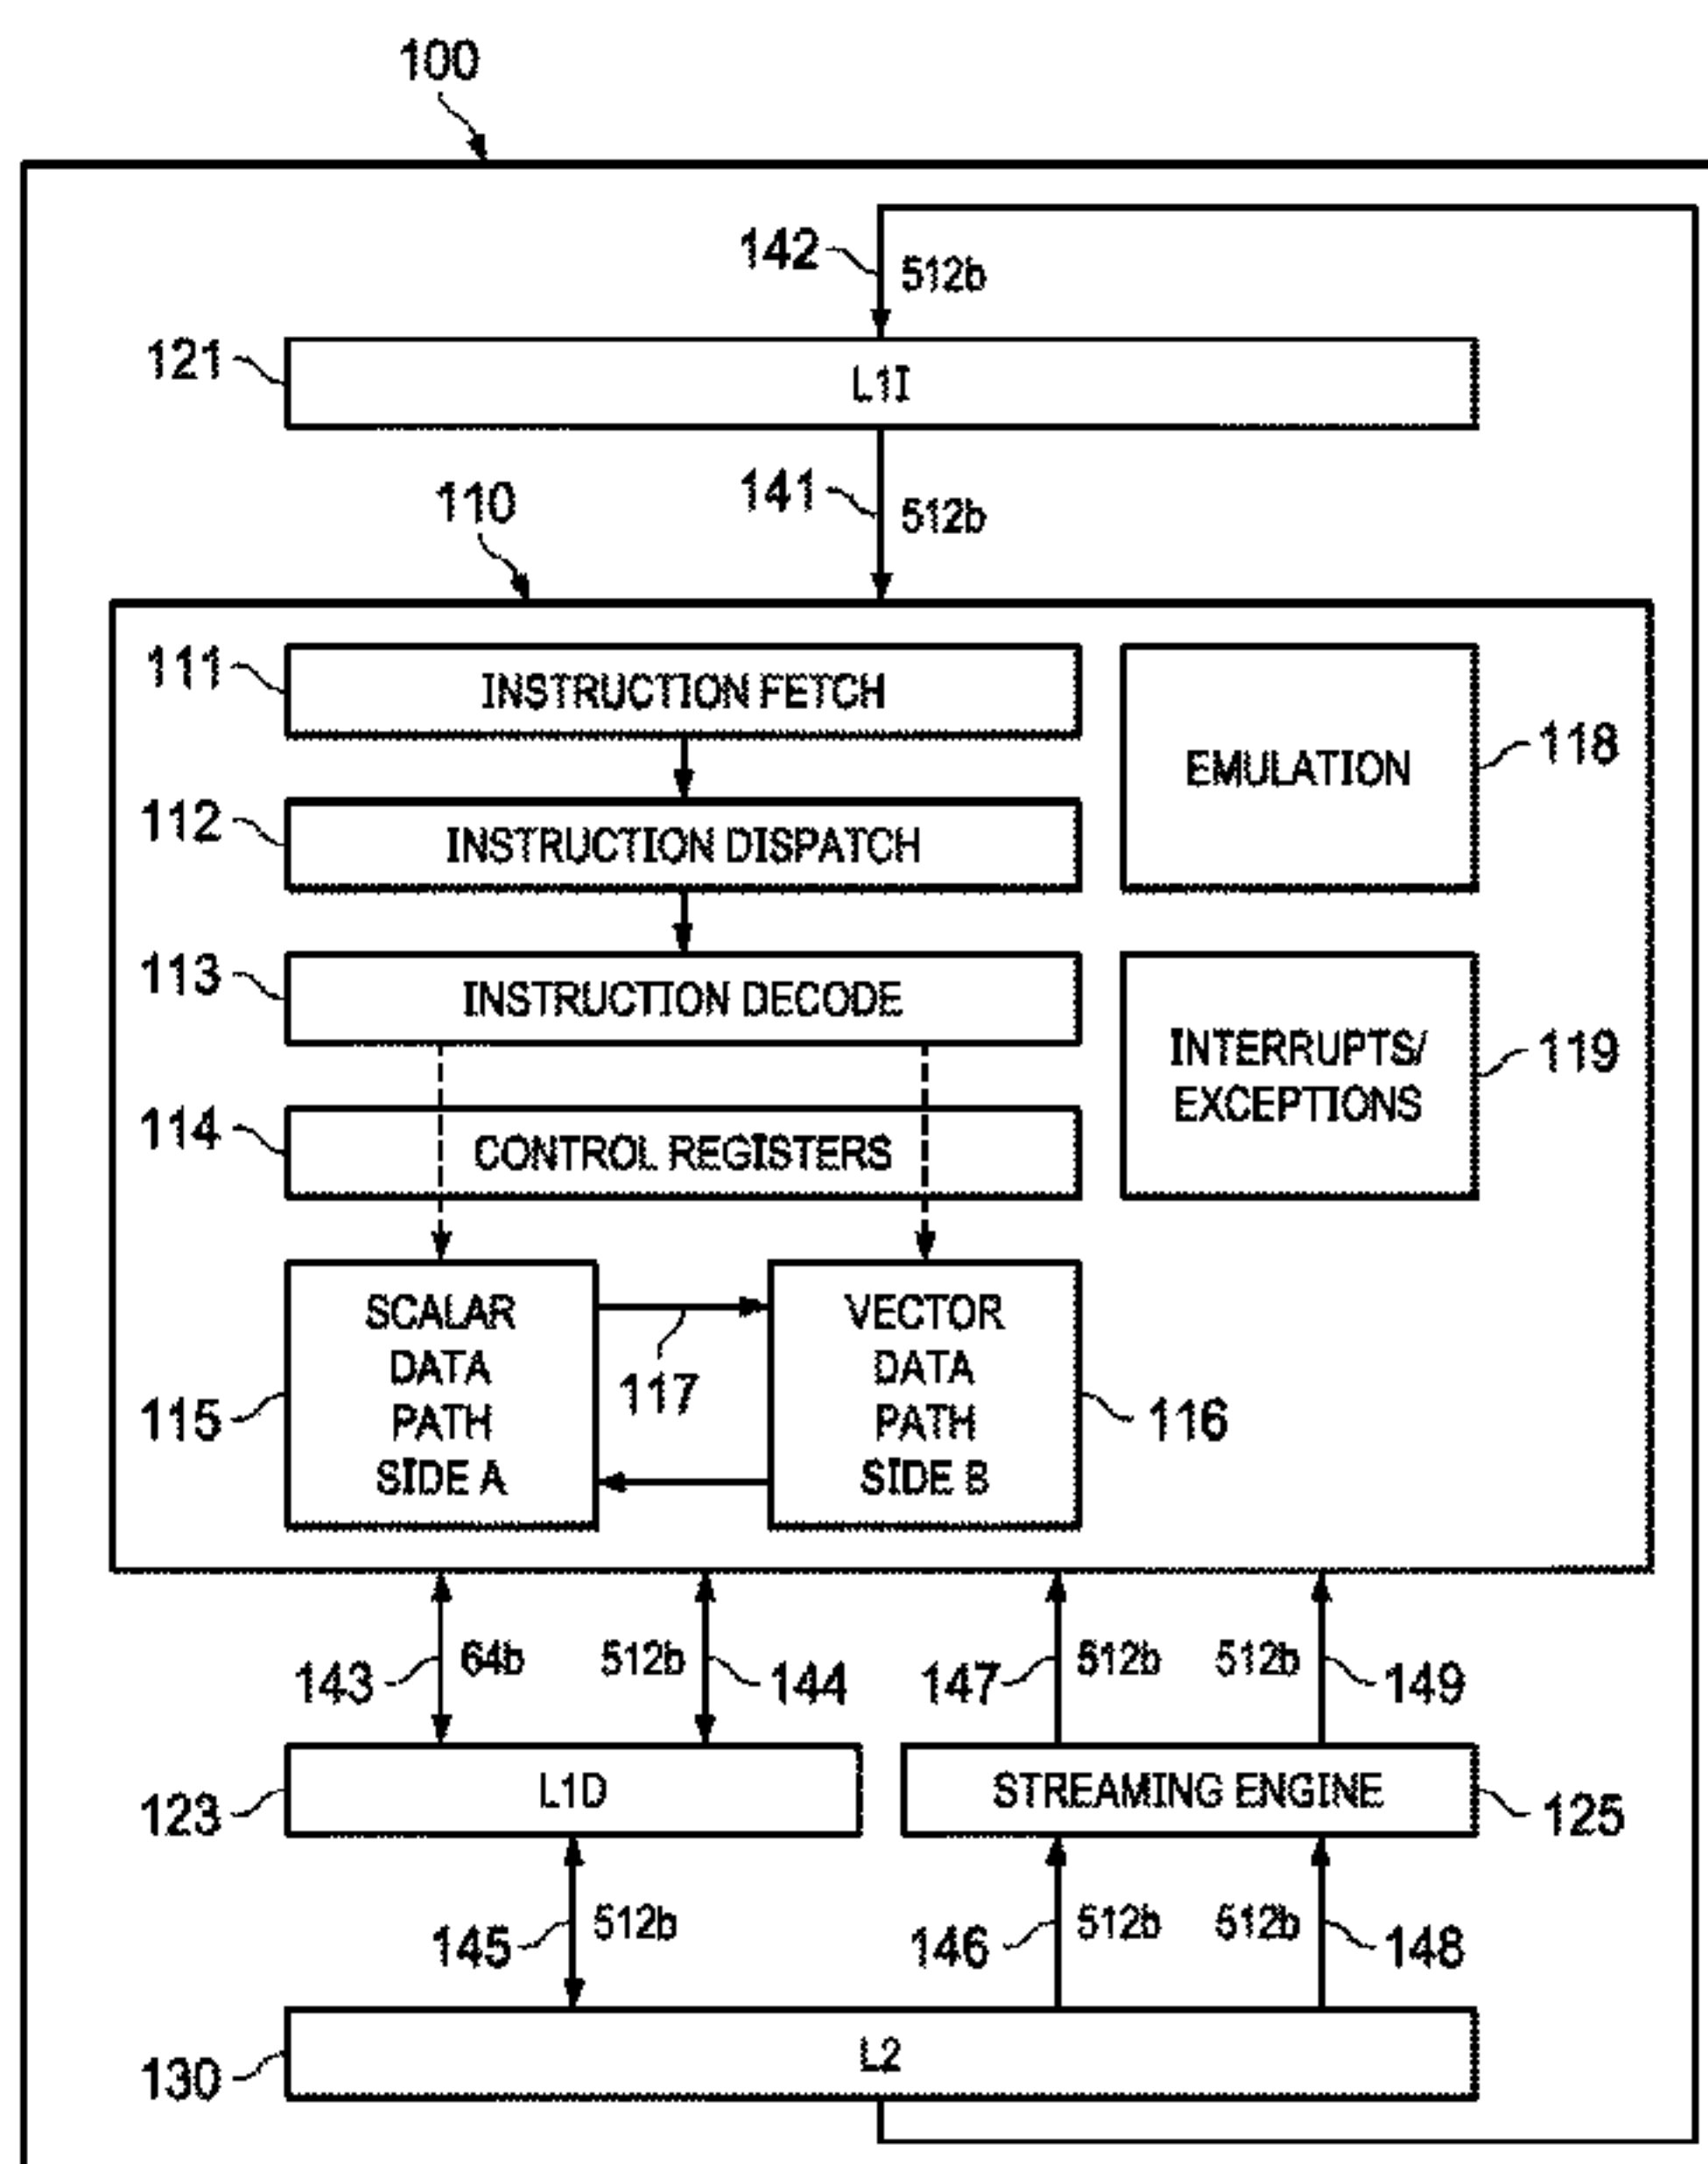 100
142
512b
121
L1I
110
141
512b
111
INSTRUCTION FETCH
EMULATION
118
112
INSTRUCTION DISPATCH
113
INSTRUCTION DECODE
INTERRUPTS/
EXCEPTIONS
119
114
CONTROL REGISTERS
SCALAR
DATA
PATH
SIDE A
115
117
VECTOR
DATA
PATH
SIDE B
116
143
64b
512b
144
147
512b
512b
149
123
L1D
STREAMING ENGINE
125
145
512b
146
512b
512b
148
130
L2